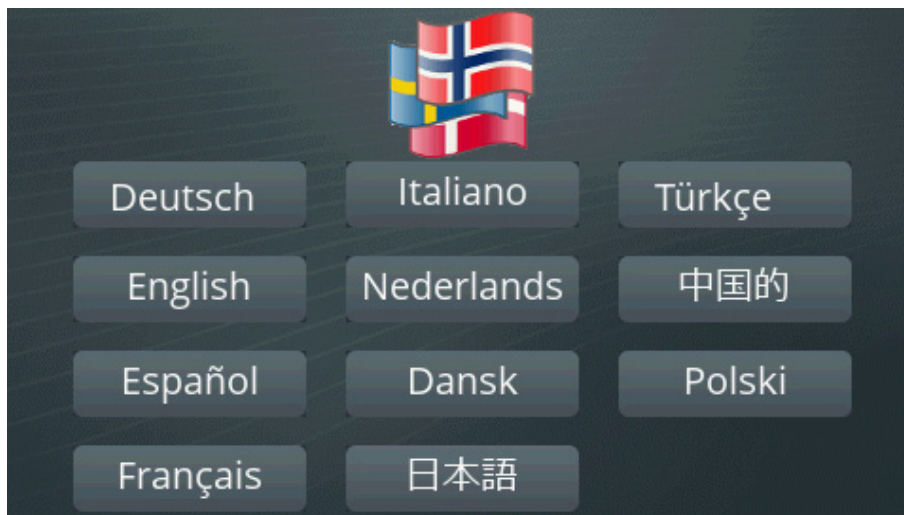 Deutsch
Italiano
Türkçe
English
Nederlands
中国的
Español
Dansk
Polski
Français
日本語